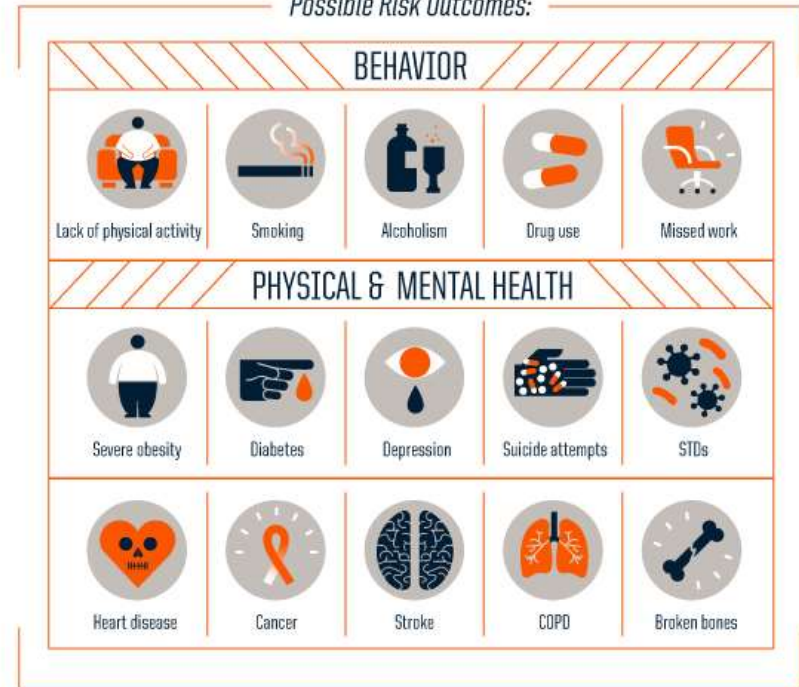 Possible Risk Outcomes:
BEHAVIOR
Lack of physical activity
Smoking
Alcoholism
Drug use
Missed work
PHYSICAL & MENTAL HEALTH
Severe obesity
Diabetes
Depression
Suicide attempts
STDs
Heart disease
Cancer
Stroke
COPD
Broken bones